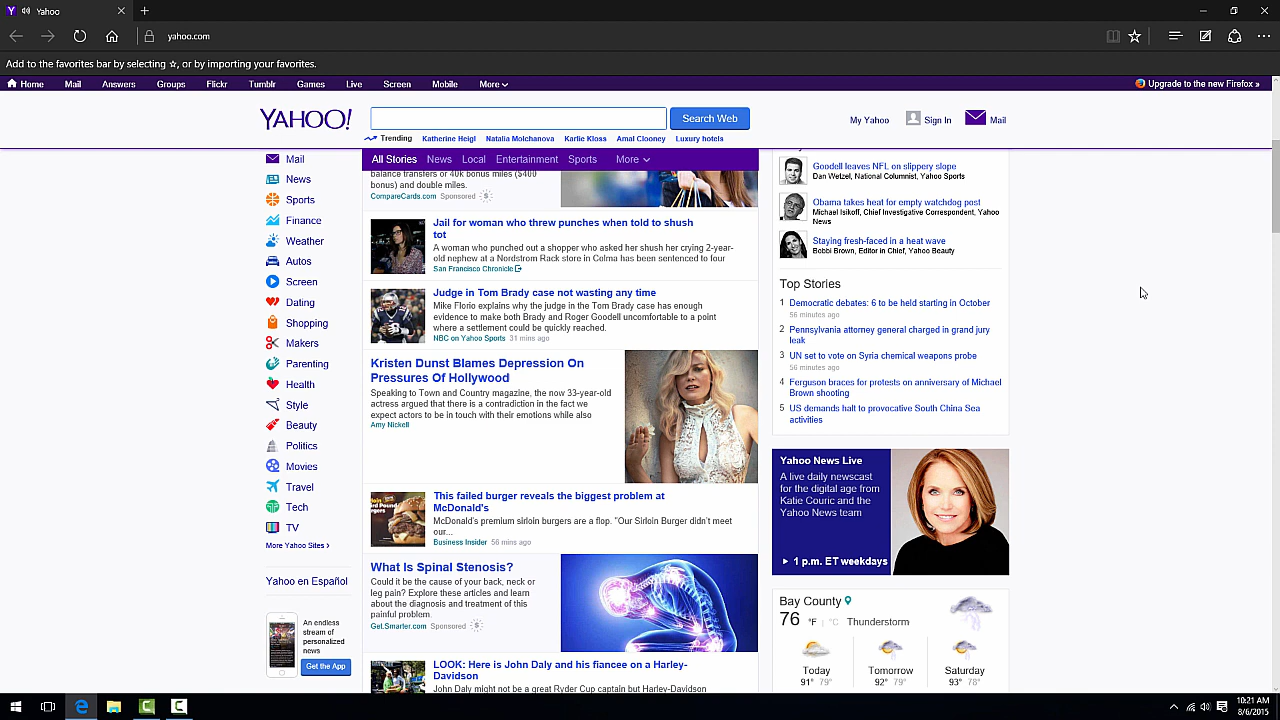 Yahoo
yahoo.com
Add to the favorites bar by selecting ☆, or by importing your favorites.
Home Mail Answers Groups Flickr Tumblr Games Live Screen Mobile More Upgrade to the new Firefox »
YAHOO! Search Web My Yahoo Sign In Mail
Trending Katherine Heigl Natalia Molchanova Karlie Kloss Amal Clooney Luxury hotels
Mail
News
Sports
Finance
Weather
Autos
Screen
Dating
Shopping
Makers
Parenting
Health
Style
Beauty
Politics
Movies
Travel
Tech
TV
More Yahoo Sites ›
Yahoo en Español
An endless
stream of
personalized
news
Get the App
All Stories News Local Entertainment Sports More
balance transfers or 40k bonus miles ($400
bonus) and double miles.
CompareCards.com Sponsored
Jail for woman who threw punches when told to shush
tot
A woman who punched out a shopper who asked her shush her crying 2-year-
old nephew at a Nordstrom Rack store in Colma has been sentenced to four
San Francisco Chronicle
Judge in Tom Brady case not wasting any time
Mike Florio explains why the judge in the Tom Brady case has enough
evidence to make both Brady and Roger Goodell uncomfortable to a point
where a settlement could be quickly reached.
NBC on Yahoo Sports 31 mins ago
Kristen Dunst Blames Depression On
Pressures Of Hollywood
Speaking to Town and Country magazine, the now 33-year-old
actress argued that there is a contradiction in the fact we
expect actors to be in touch with their emotions while also
Amy Nickell
This failed burger reveals the biggest problem at
McDonald's
McDonald's premium sirloin burgers are a flop. "Our Sirloin Burger didn't meet
our...
Business Insider 56 mins ago
What Is Spinal Stenosis?
Could it be the cause of your back, neck or
leg pain? Explore these articles and learn
about the diagnosis and treatment of this
painful problem.
Get.Smarter.com Sponsored
LOOK: Here is John Daly and his fiancee on a Harley-
Davidson
John Daly might not be a great Ryder Cup captain but Harley-Davidson
Goodell leaves NFL on slippery slope
Dan Wetzel, National Columnist, Yahoo Sports
Obama takes heat for empty watchdog post
Michael Isikoff, Chief Investigative Correspondent, Yahoo
News
Staying fresh-faced in a heat wave
Bobbi Brown, Editor in Chief, Yahoo Beauty
Top Stories
1 Democratic debates: 6 to be held starting in October
56 minutes ago
2 Pennsylvania attorney general charged in grand jury
leak
3 UN set to vote on Syria chemical weapons probe
56 minutes ago
4 Ferguson braces for protests on anniversary of Michael
Brown shooting
5 US demands halt to provocative South China Sea
activities
Yahoo News Live
A live daily newscast
for the digital age from
Katie Couric and the
Yahoo News team
1 p.m. ET weekdays
Bay County
76 °F | °C Thunderstorm
Today Tomorrow Saturday
91° 79° 92° 79° 93° 78°
10:21 AM
8/6/2015